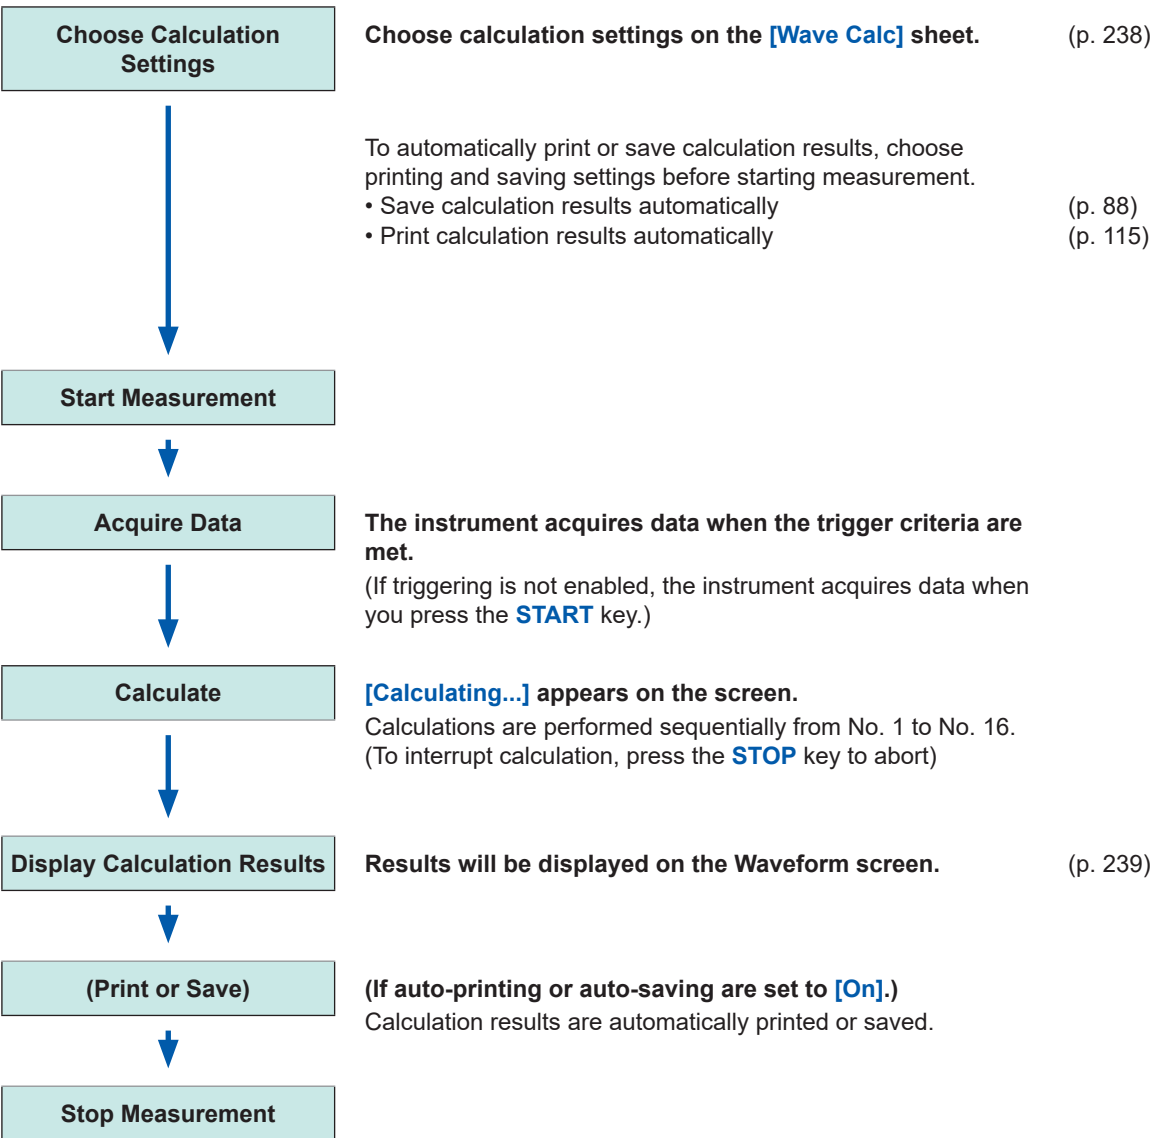 Choose Calculation
Settings
Choose calculation settings on the [Wave Calc] sheet. (p. 238)
To automatically print or save calculation results, choose
printing and saving settings before starting measurement.
• Save calculation results automatically (p. 88)
• Print calculation results automatically (p. 115)
Start Measurement
Acquire Data
The instrument acquires data when the trigger criteria are
met.
(If triggering is not enabled, the instrument acquires data when
you press the START key.)
Calculate
[Calculating...] appears on the screen.
Calculations are performed sequentially from No. 1 to No. 16.
(To interrupt calculation, press the STOP key to abort)
Display Calculation Results
Results will be displayed on the Waveform screen. (p. 239)
(Print or Save)
(If auto-printing or auto-saving are set to [On].)
Calculation results are automatically printed or saved.
Stop Measurement